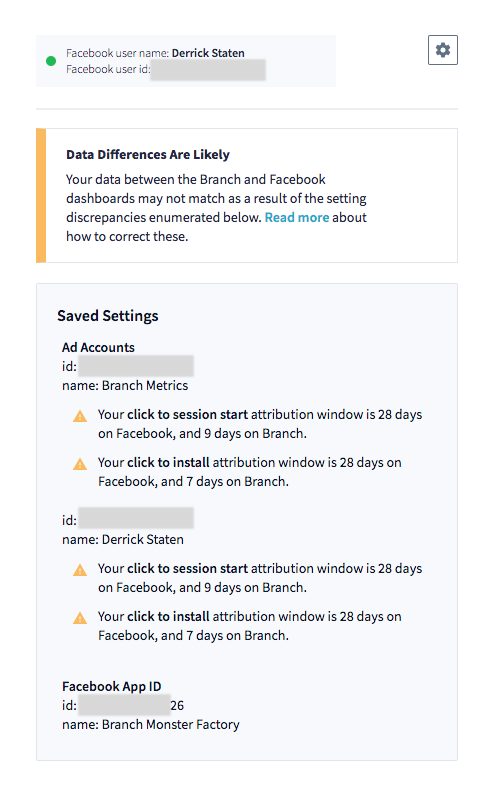 Facebook user name: Derrick Staten
Facebook user id:
Data Differences Are Likely
Your data between the Branch and Facebook
dashboards may not match as a result of the setting
discrepancies enumerated below. Read more about
how to correct these.
Saved Settings
Ad Accounts
id:
name: Branch Metrics
Your click to session start attribution window is 28 days
on Facebook, and 9 days on Branch.
Your click to install attribution window is 28 days on
Facebook, and 7 days on Branch.
id:
name: Derrick Staten
Your click to session start attribution window is 28 days
on Facebook, and 9 days on Branch.
Your click to install attribution window is 28 days on
Facebook, and 7 days on Branch.
Facebook App ID
id: 26
name: Branch Monster Factory